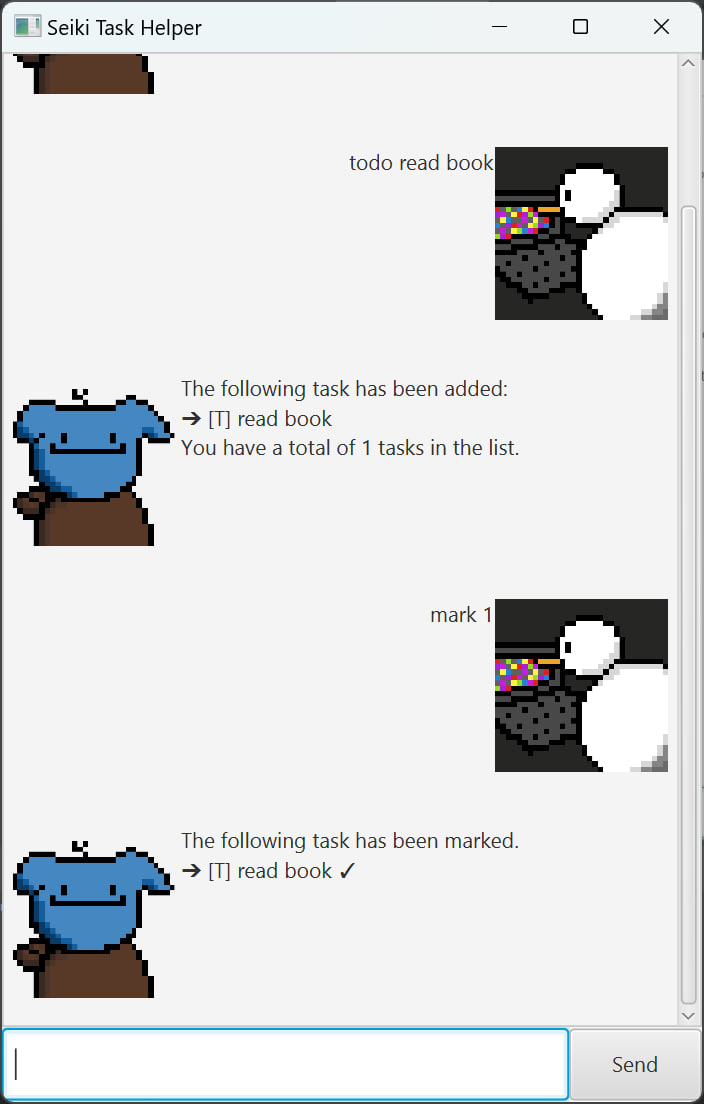 Seiki Task Helper
todo read book
The following task has been added:
➔ [T] read book
You have a total of 1 tasks in the list.
mark 1
The following task has been marked.
➔ [T] read book ✓
Send